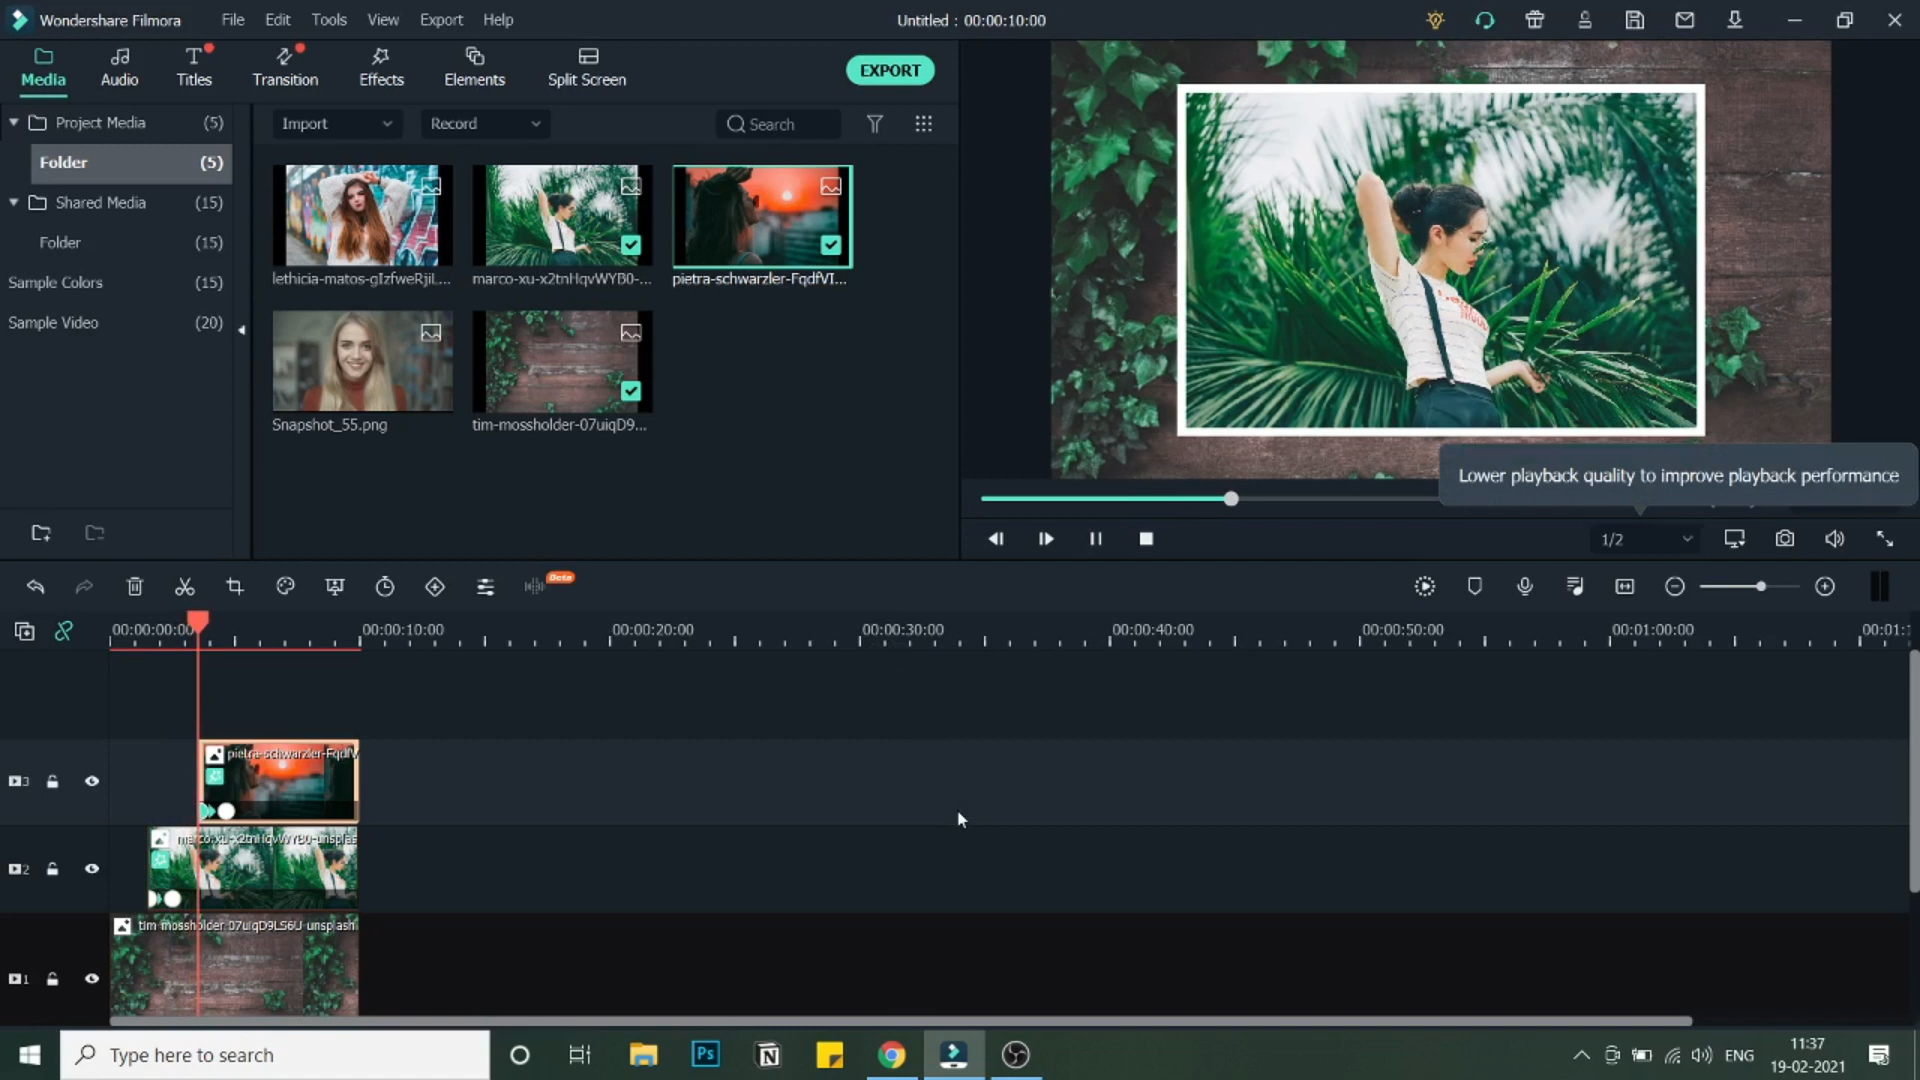 Wondershare Filmora File Edit Tools View Export Help Untitled : 00:00:10:00
Media Audio Titles Transition Effects Elements Split Screen EXPORT
Project Media (5)
Folder (5)
Shared Media (15)
Folder (15)
Sample Colors (15)
Sample Video (20)
Import Record Search
lethicia-matos-gIzfweRjiL... marco-xu-x2tnHqvWYB0-... pietra-schwarzler-FqdfVI...
Snapshot_55.png tim-mossholder-07uiqD9...
Lower playback quality to improve playback performance
1/2
Beta
00:00:00:00 00:00:10:00 00:00:20:00 00:00:30:00 00:00:40:00 00:00:50:00 00:01:00:00 00:01:1
3 pietra-schwarzler-FqdfV
2 marco-xu-x2tnHqvWYB0-unsplas
1 tim-mossholder-07uiqD9LS6U-unsplash
Type here to search
Ps
N
ENG
11:37
19-02-2021